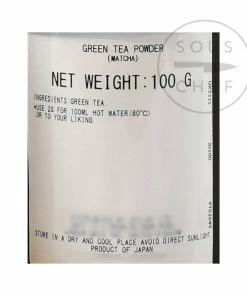 SOUS
CHEF
GREEN TEA POWDER
(MATCHA)
NET WEIGHT:100 G
INGREDIENTS GREEN TEA.
*USE 2G FOR 100ML HOT WATER(80°C)
OR TO YOUR LIKING.
STORE IN A DRY AND COOL PLACE AVOID DIRECT SUNLIGHT
PRODUCT OF JAPAN